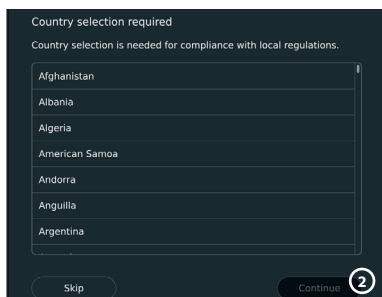 Country selection required
Country selection is needed for compliance with local regulations.
Afghanistan
Albania
Algeria
American Samoa
Andorra
Anguilla
Argentina
Skip
Continue
2